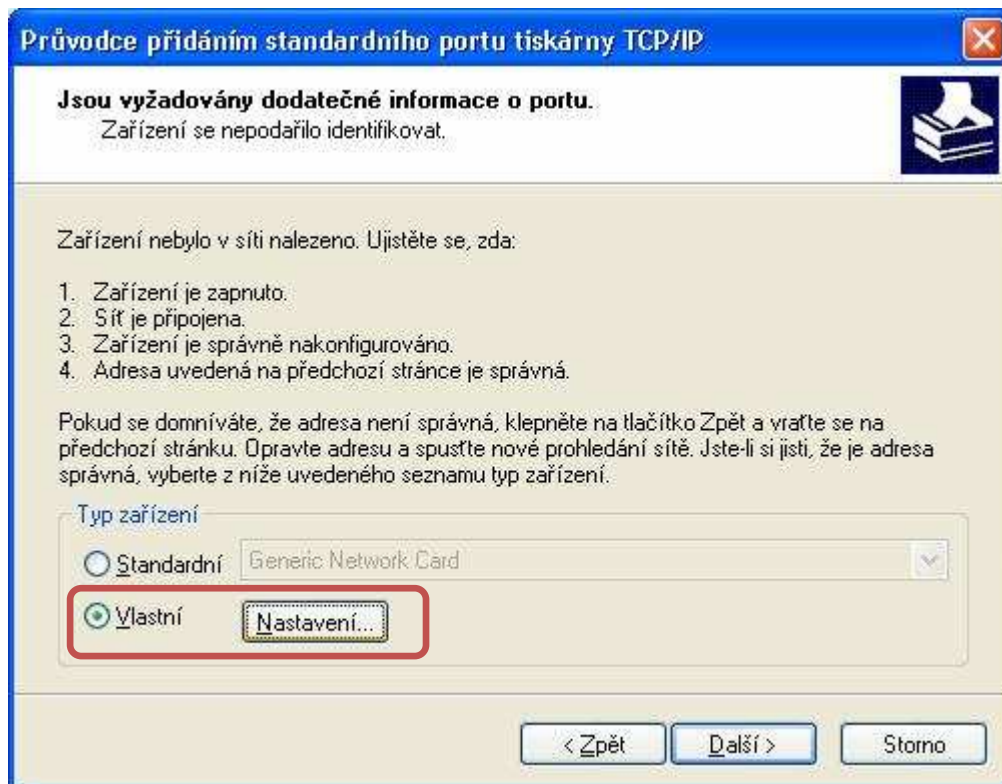 Průvodce přidáním standardního portu tiskárny TCP/IP
Jsou vyžadovány dodatečné informace o portu.
Zařízení se nepodařilo identifikovat.
Zařízení nebylo v síti nalezeno. Ujistěte se, zda:
1. Zařízení je zapnuto.
2. Síť je připojena.
3. Zařízení je správně nakonfigurováno.
4. Adresa uvedená na předchozí stránce je správná.
Pokud se domníváte, že adresa není správná, klepněte na tlačítko Zpět a vraťte se na
předchozí stránku. Opravte adresu a spusťte nové prohledání sítě. Jste-li si jisti, že je adresa
správná, vyberte z níže uvedeného seznamu typ zařízení.
Typ zařízení
Standardní Generic Network Card
Vlastní Nastavení...
< Zpět Další > Storno